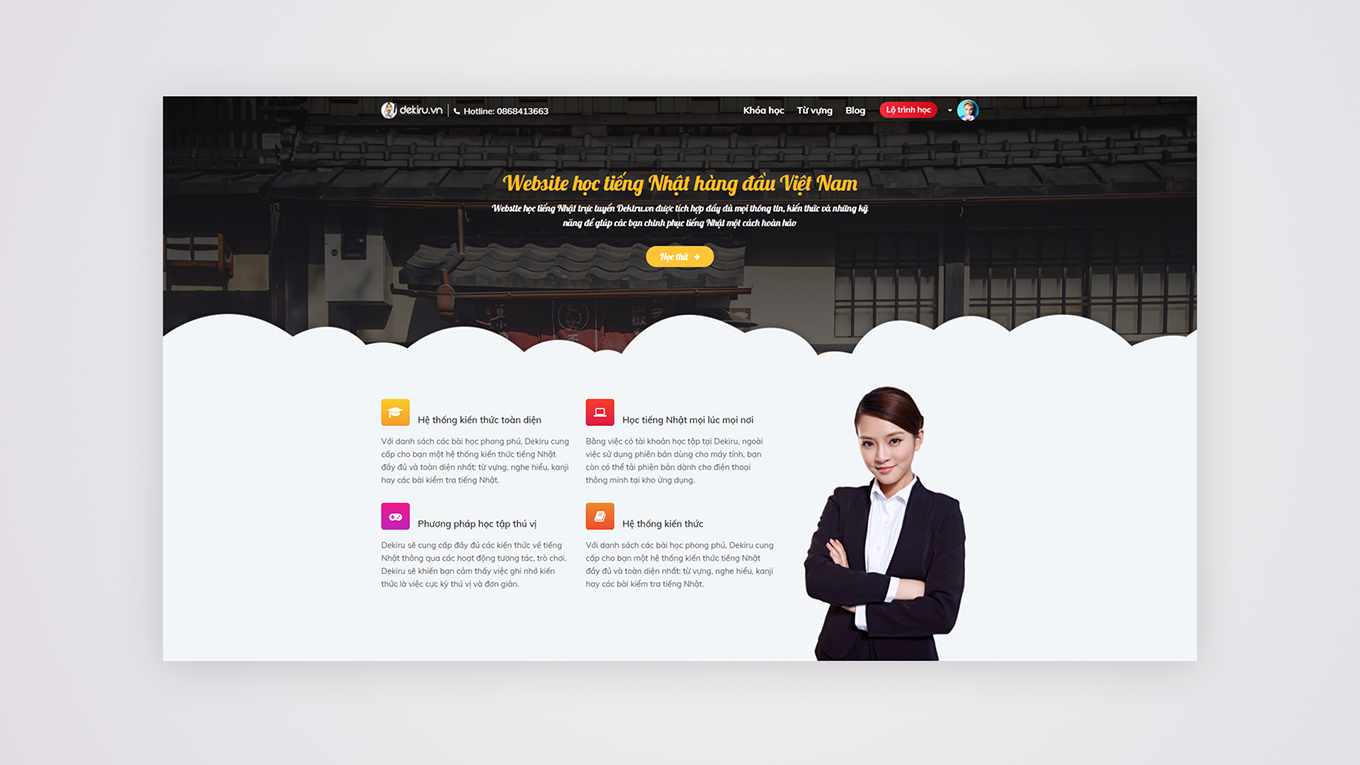 dekiru.vn
Hotline: 0868413663
Khóa học
Từ vựng
Blog
Lộ trình học
Website học tiếng Nhật hàng đầu Việt Nam
Website học tiếng Nhật trực tuyến Dekiru.vn được tích hợp đầy đủ mọi thông tin, kiến thức và những kỹ
năng để giúp các bạn chinh phục tiếng Nhật một cách hoàn hảo
Học thử
Hệ thống kiến thức toàn diện
Với danh sách các bài học phong phú, Dekiru cung
cấp cho bạn một hệ thống kiến thức tiếng Nhật
đầy đủ và toàn diện nhất: từ vựng, nghe hiểu, kanji
hay các bài kiểm tra tiếng Nhật.
Học tiếng Nhật mọi lúc mọi nơi
Bằng việc có tài khoản học tập tại Dekiru, ngoài
việc sử dụng phiên bản dùng cho máy tính, bạn
còn có thể tải phiên bản dành cho điện thoại
thông minh tại kho ứng dụng.
Phương pháp học tập thú vị
Dekiru sẽ cung cấp đầy đủ các kiến thức về tiếng
Nhật thông qua các hoạt động tương tác, trò chơi.
Dekiru sẽ khiến bạn cảm thấy việc ghi nhớ kiến
thức là việc cực kỳ thú vị và đơn giản.
Hệ thống kiến thức
Với danh sách các bài học phong phú, Dekiru cung
cấp cho bạn một hệ thống kiến thức tiếng Nhật
đầy đủ và toàn diện nhất: từ vựng, nghe hiểu, kanji
hay các bài kiểm tra tiếng Nhật.